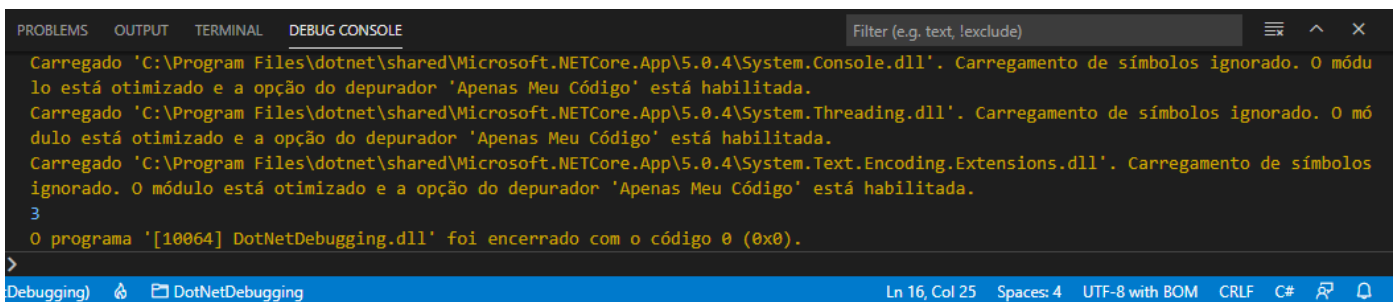 PROBLEMS OUTPUT TERMINAL DEBUG CONSOLE Filter (e.g. text, !exclude)
Carregado 'C:\Program Files\dotnet\shared\Microsoft.NETCore.App\5.0.4\System.Console.dll'. Carregamento de símbolos ignorado. O módu
lo está otimizado e a opção do depurador 'Apenas Meu Código' está habilitada.
Carregado 'C:\Program Files\dotnet\shared\Microsoft.NETCore.App\5.0.4\System.Threading.dll'. Carregamento de símbolos ignorado. O mó
dulo está otimizado e a opção do depurador 'Apenas Meu Código' está habilitada.
Carregado 'C:\Program Files\dotnet\shared\Microsoft.NETCore.App\5.0.4\System.Text.Encoding.Extensions.dll'. Carregamento de símbolos
ignorado. O módulo está otimizado e a opção do depurador 'Apenas Meu Código' está habilitada.
3
O programa '[10064] DotNetDebugging.dll' foi encerrado com o código 0 (0x0).
>
:Debugging) DotNetDebugging Ln 16, Col 25 Spaces: 4 UTF-8 with BOM CRLF C#